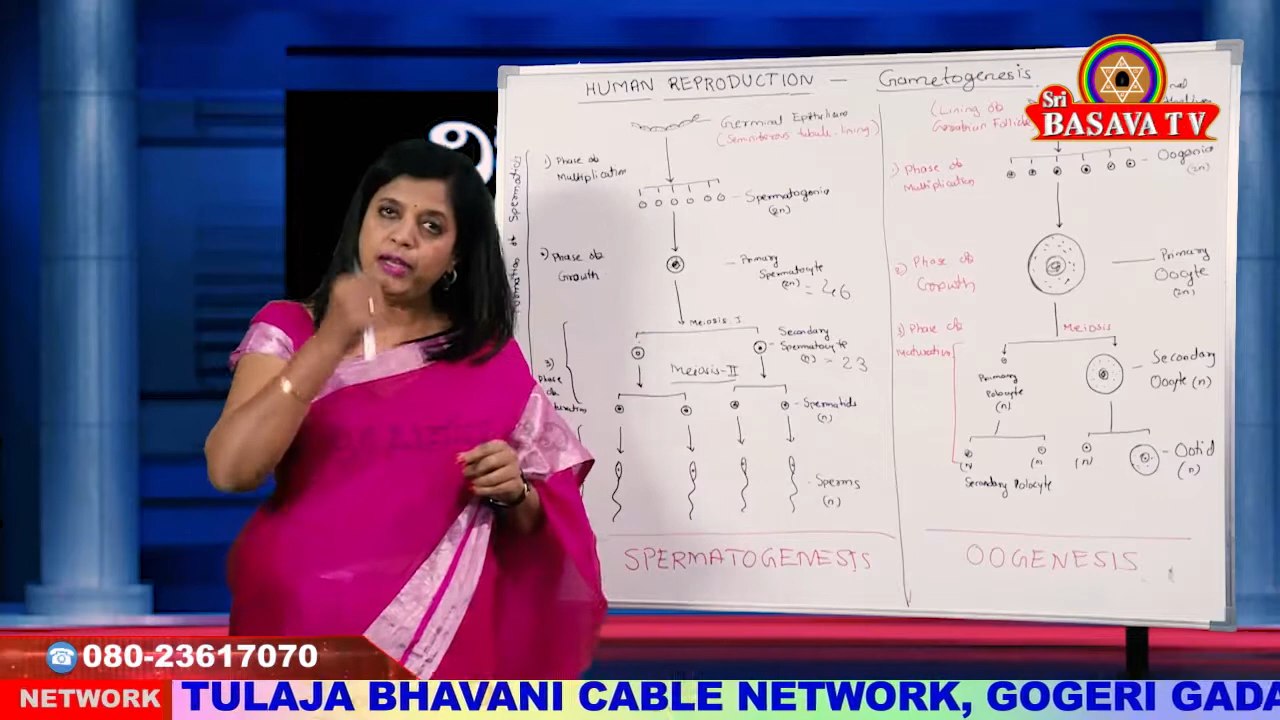 HUMAN REPRODUCTION — Gametogenesis
Sri
BASAVA TV
ವಿ
Germinal Epithelium
(Seminiferous tubule lining)
1) Phase of
Multiplication
Spermatogonia
(2n)
2) Phase of
Growth
Primary
Spermatocyte
(2n) = 46
Meiosis-I
Secondary
Spermatocyte
(n) = 23
Meiosis-II
3)
Phase
of
Spermatids
(n)
Sperms
(n)
SPERMATOGENESIS
(Lining of
Graafian Follicle
1) Phase of
Multiplication
Oogonia
(2n)
2) Phase of
Growth
Primary
Oocyte
(2n)
3) Phase of
Maturation
Meiosis
Primary
Polocyte
(n)
Secondary
Oocyte (n)
(n)
(n
(n)
Ootid
(n)
Secondary Polocyte
OOGENESIS
080-23617070
NETWORK
TULAJA BHAVANI CABLE NETWORK, GOGERI GADA